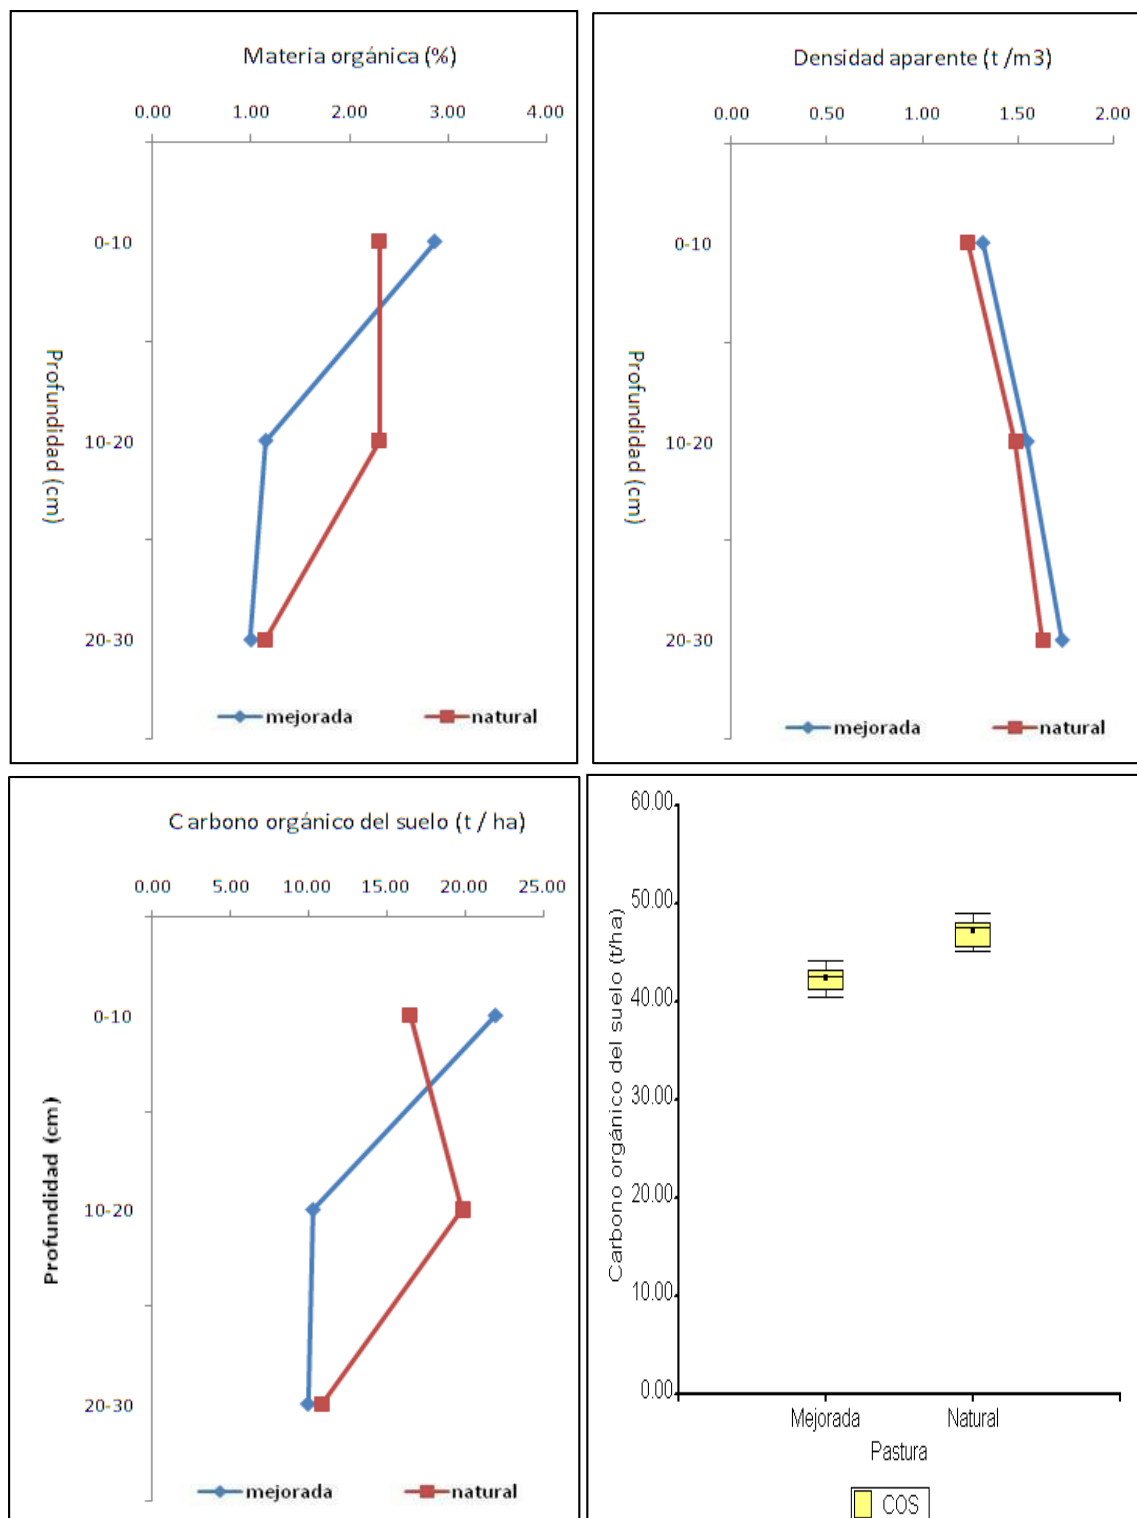 Materia orgánica (%)
0.00 1.00 2.00 3.00 4.00
0-10
10-20
20-30
Profundidad (cm)
mejorada natural
Densidad aparente (t /m3)
0.00 0.50 1.00 1.50 2.00
0-10
10-20
20-30
Profundidad (cm)
mejorada natural
Carbono orgánico del suelo (t / ha)
0.00 5.00 10.00 15.00 20.00 25.00
0-10
10-20
20-30
Profundidad (cm)
mejorada natural
60.00
50.00
40.00
30.00
20.00
10.00
0.00
Carbono orgánico del suelo (t/ha)
Mejorada Natural
Pastura
COS